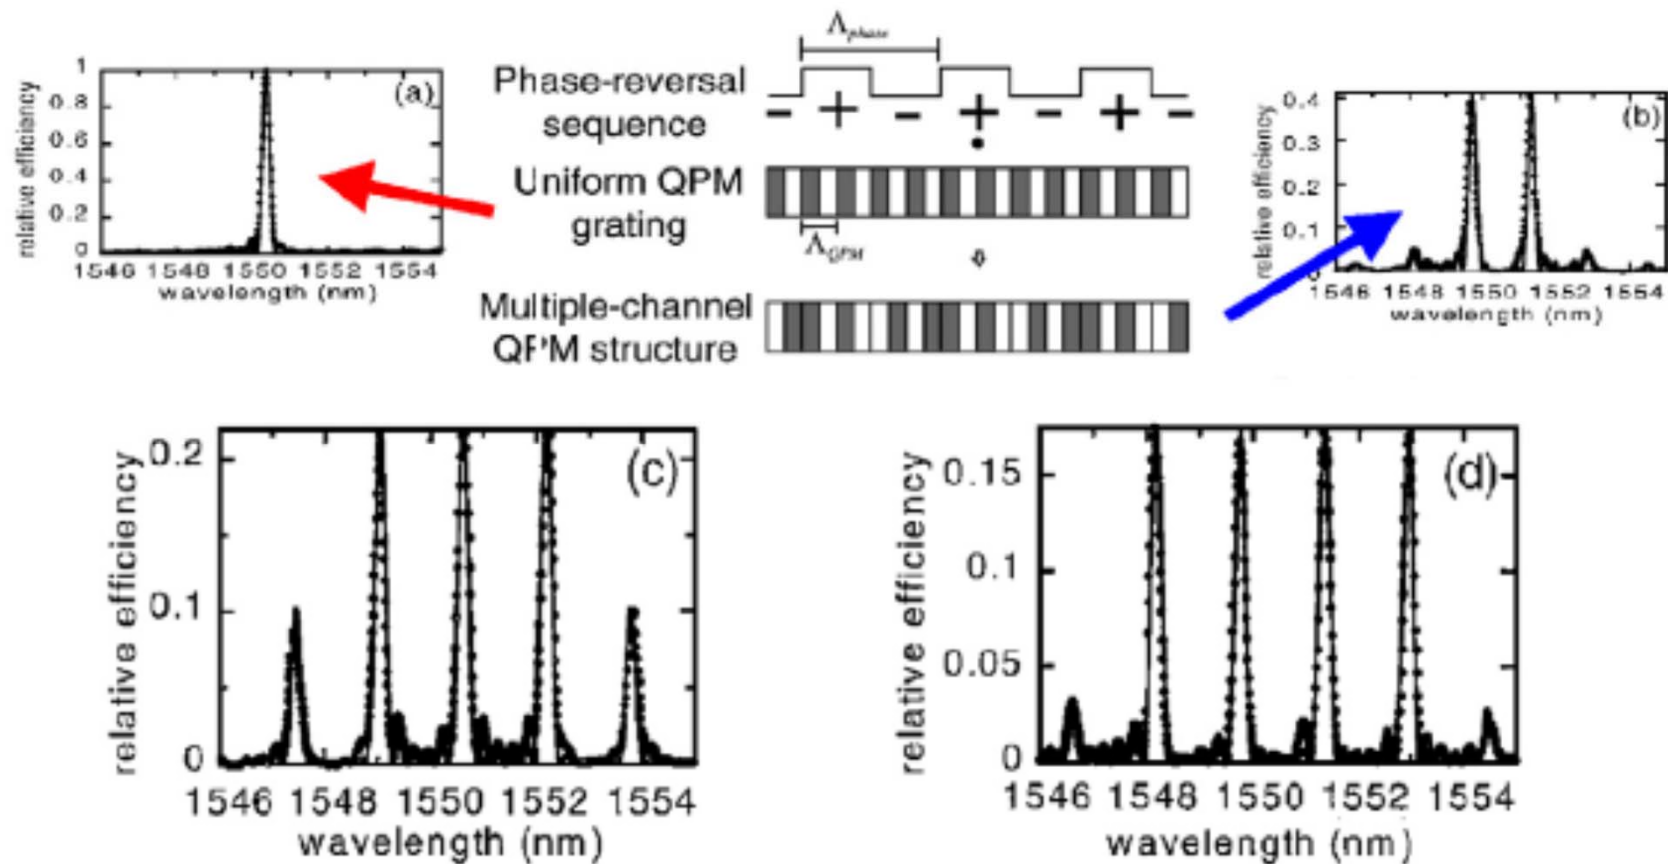 (a)
relative efficiency
1
0.8
0.6
0.4
0.2
0
1546 1548 1550 1552 1554
wavelength (nm)
Λphase
Phase-reversal
sequence
− + − + − + −
Uniform QPM
grating
ΛQPM
Multiple-channel
QPM structure
(b)
relative efficiency
0.4
0.3
0.2
0.1
0
1546 1548 1550 1552 1554
wavelength (nm)
(c)
relative efficiency
0.2
0.1
0
1546 1548 1550 1552 1554
wavelength (nm)
(d)
relative efficiency
0.15
0.1
0.05
0
1546 1548 1550 1552 1554
wavelength (nm)